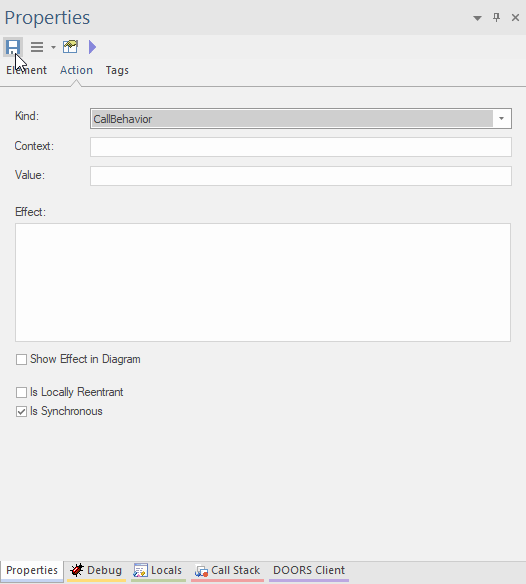 Properties
Element Action Tags
Kind: CallBehavior
Context:
Value:
Effect:
Show Effect in Diagram
Is Locally Reentrant
Is Synchronous
Properties Debug Locals Call Stack DOORS Client